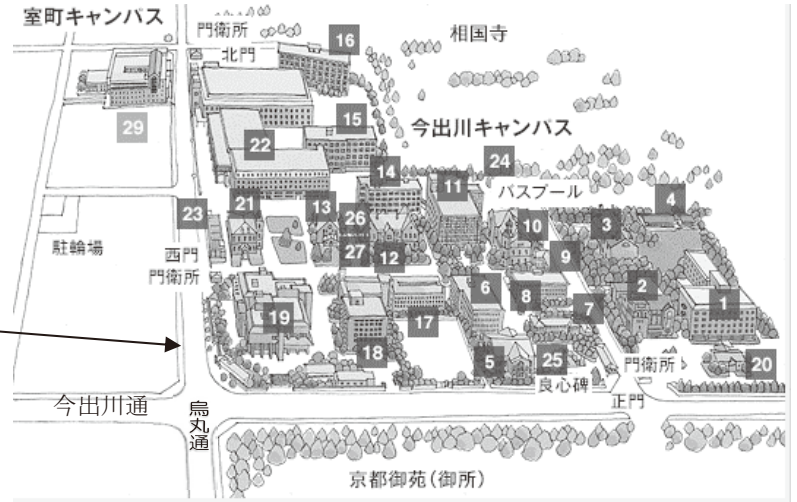 室町キャンパス
門衛所
北門
16
相国寺
29
15
今出川キャンパス
22
14
24
11
バスプール
4
23
21
13
26
10
3
駐輪場
西門
門衛所
27
12
9
6
8
2
1
7
19
17
18
5
25
門衛所
20
良心碑
正門
今出川通
烏丸通
京都御苑(御所)